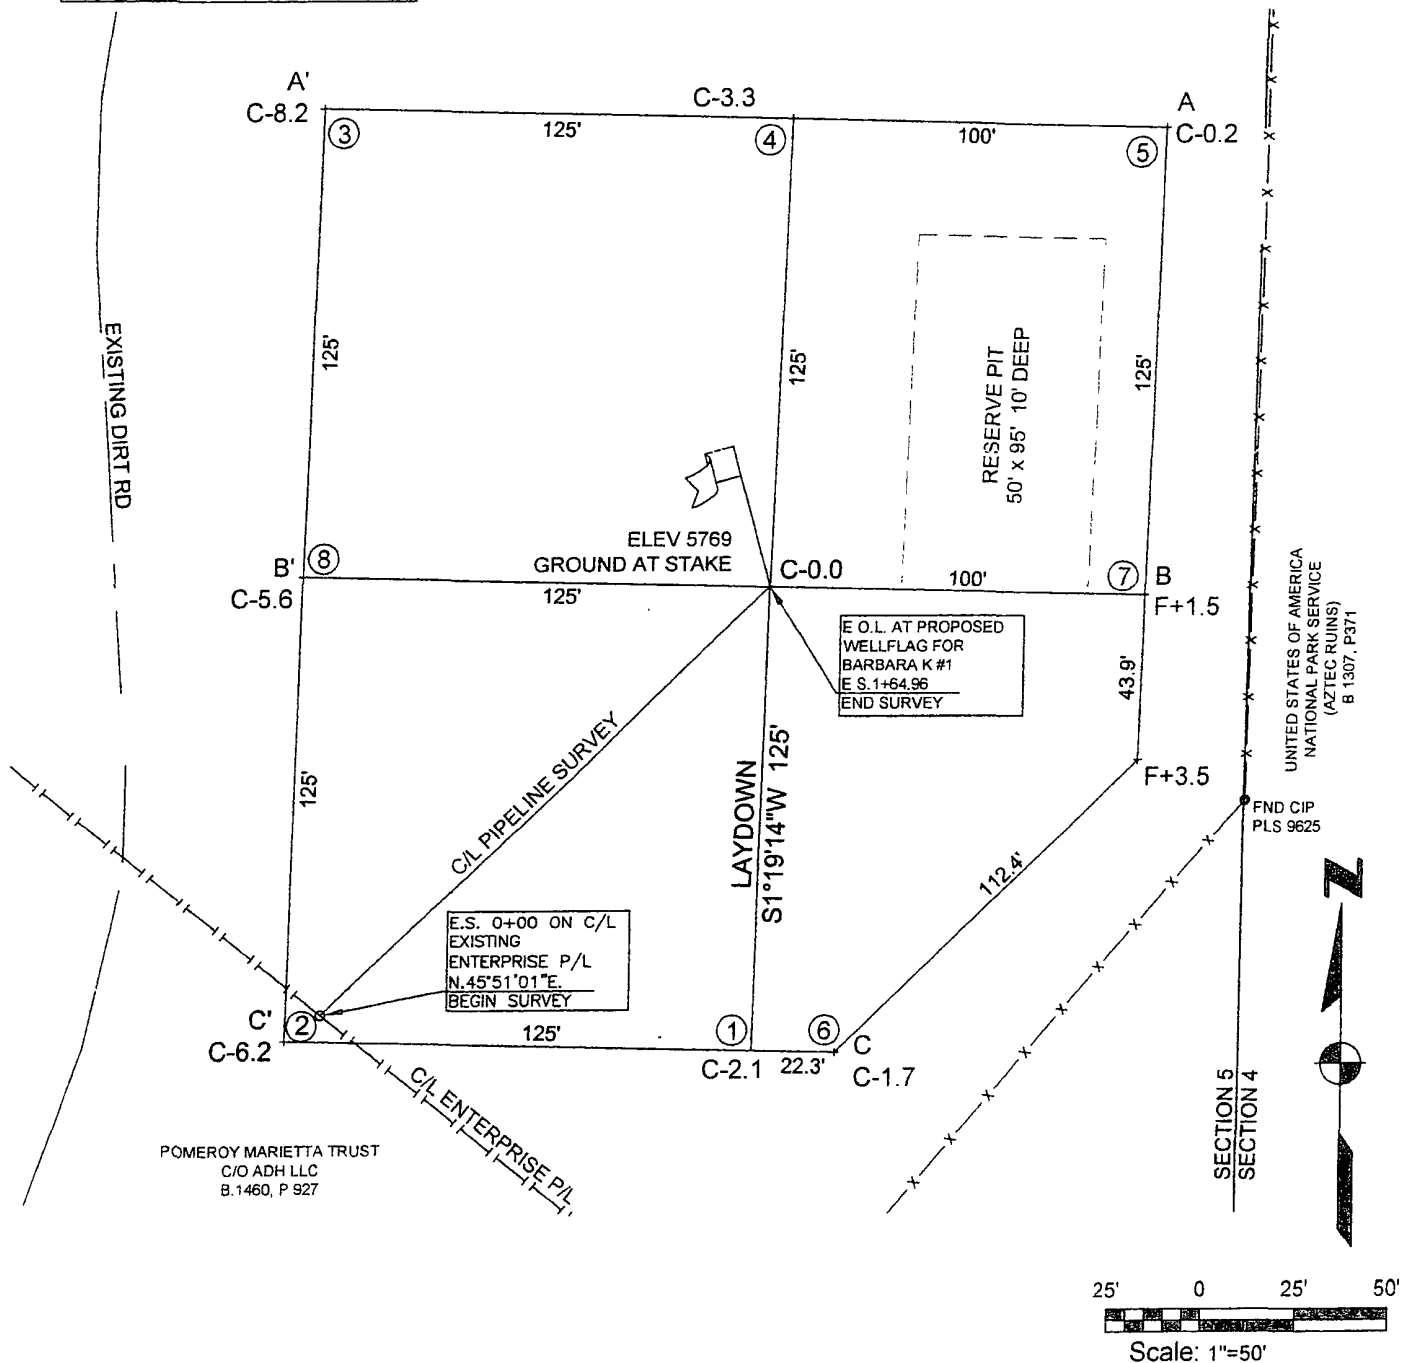 A'
C-8.2
C-3.3
A
C-0.2
③
125'
④
100'
⑤
EXISTING DIRT RD
125'
125'
125'
RESERVE PIT
50' x 95' 10' DEEP
ELEV 5769
GROUND AT STAKE
B'
C-5.6
⑧
125'
C-0.0
100'
⑦
B
F+1.5
E O.L. AT PROPOSED
WELLFLAG FOR
BARBARA K #1
E S.1+64.96
END SURVEY
43.9'
UNITED STATES OF AMERICA
NATIONAL PARK SERVICE
(AZTEC RUINS)
B 1307, P371
125'
C/L PIPELINE SURVEY
LAYDOWN
S1°19'14"W 125'
F+3.5
FND CIP
PLS 9625
112.4'
E.S. 0+00 ON C/L
EXISTING
ENTERPRISE P/L
N.45°51'01"E.
BEGIN SURVEY
C'
C-6.2
②
125'
①
C-2.1
22.3'
⑥
C
C-1.7
C/L ENTERPRISE P/L
POMEROY MARIETTA TRUST
C/O ADH LLC
B.1460, P 927
SECTION 5
SECTION 4
N
25' 0 25' 50'
Scale: 1"=50'